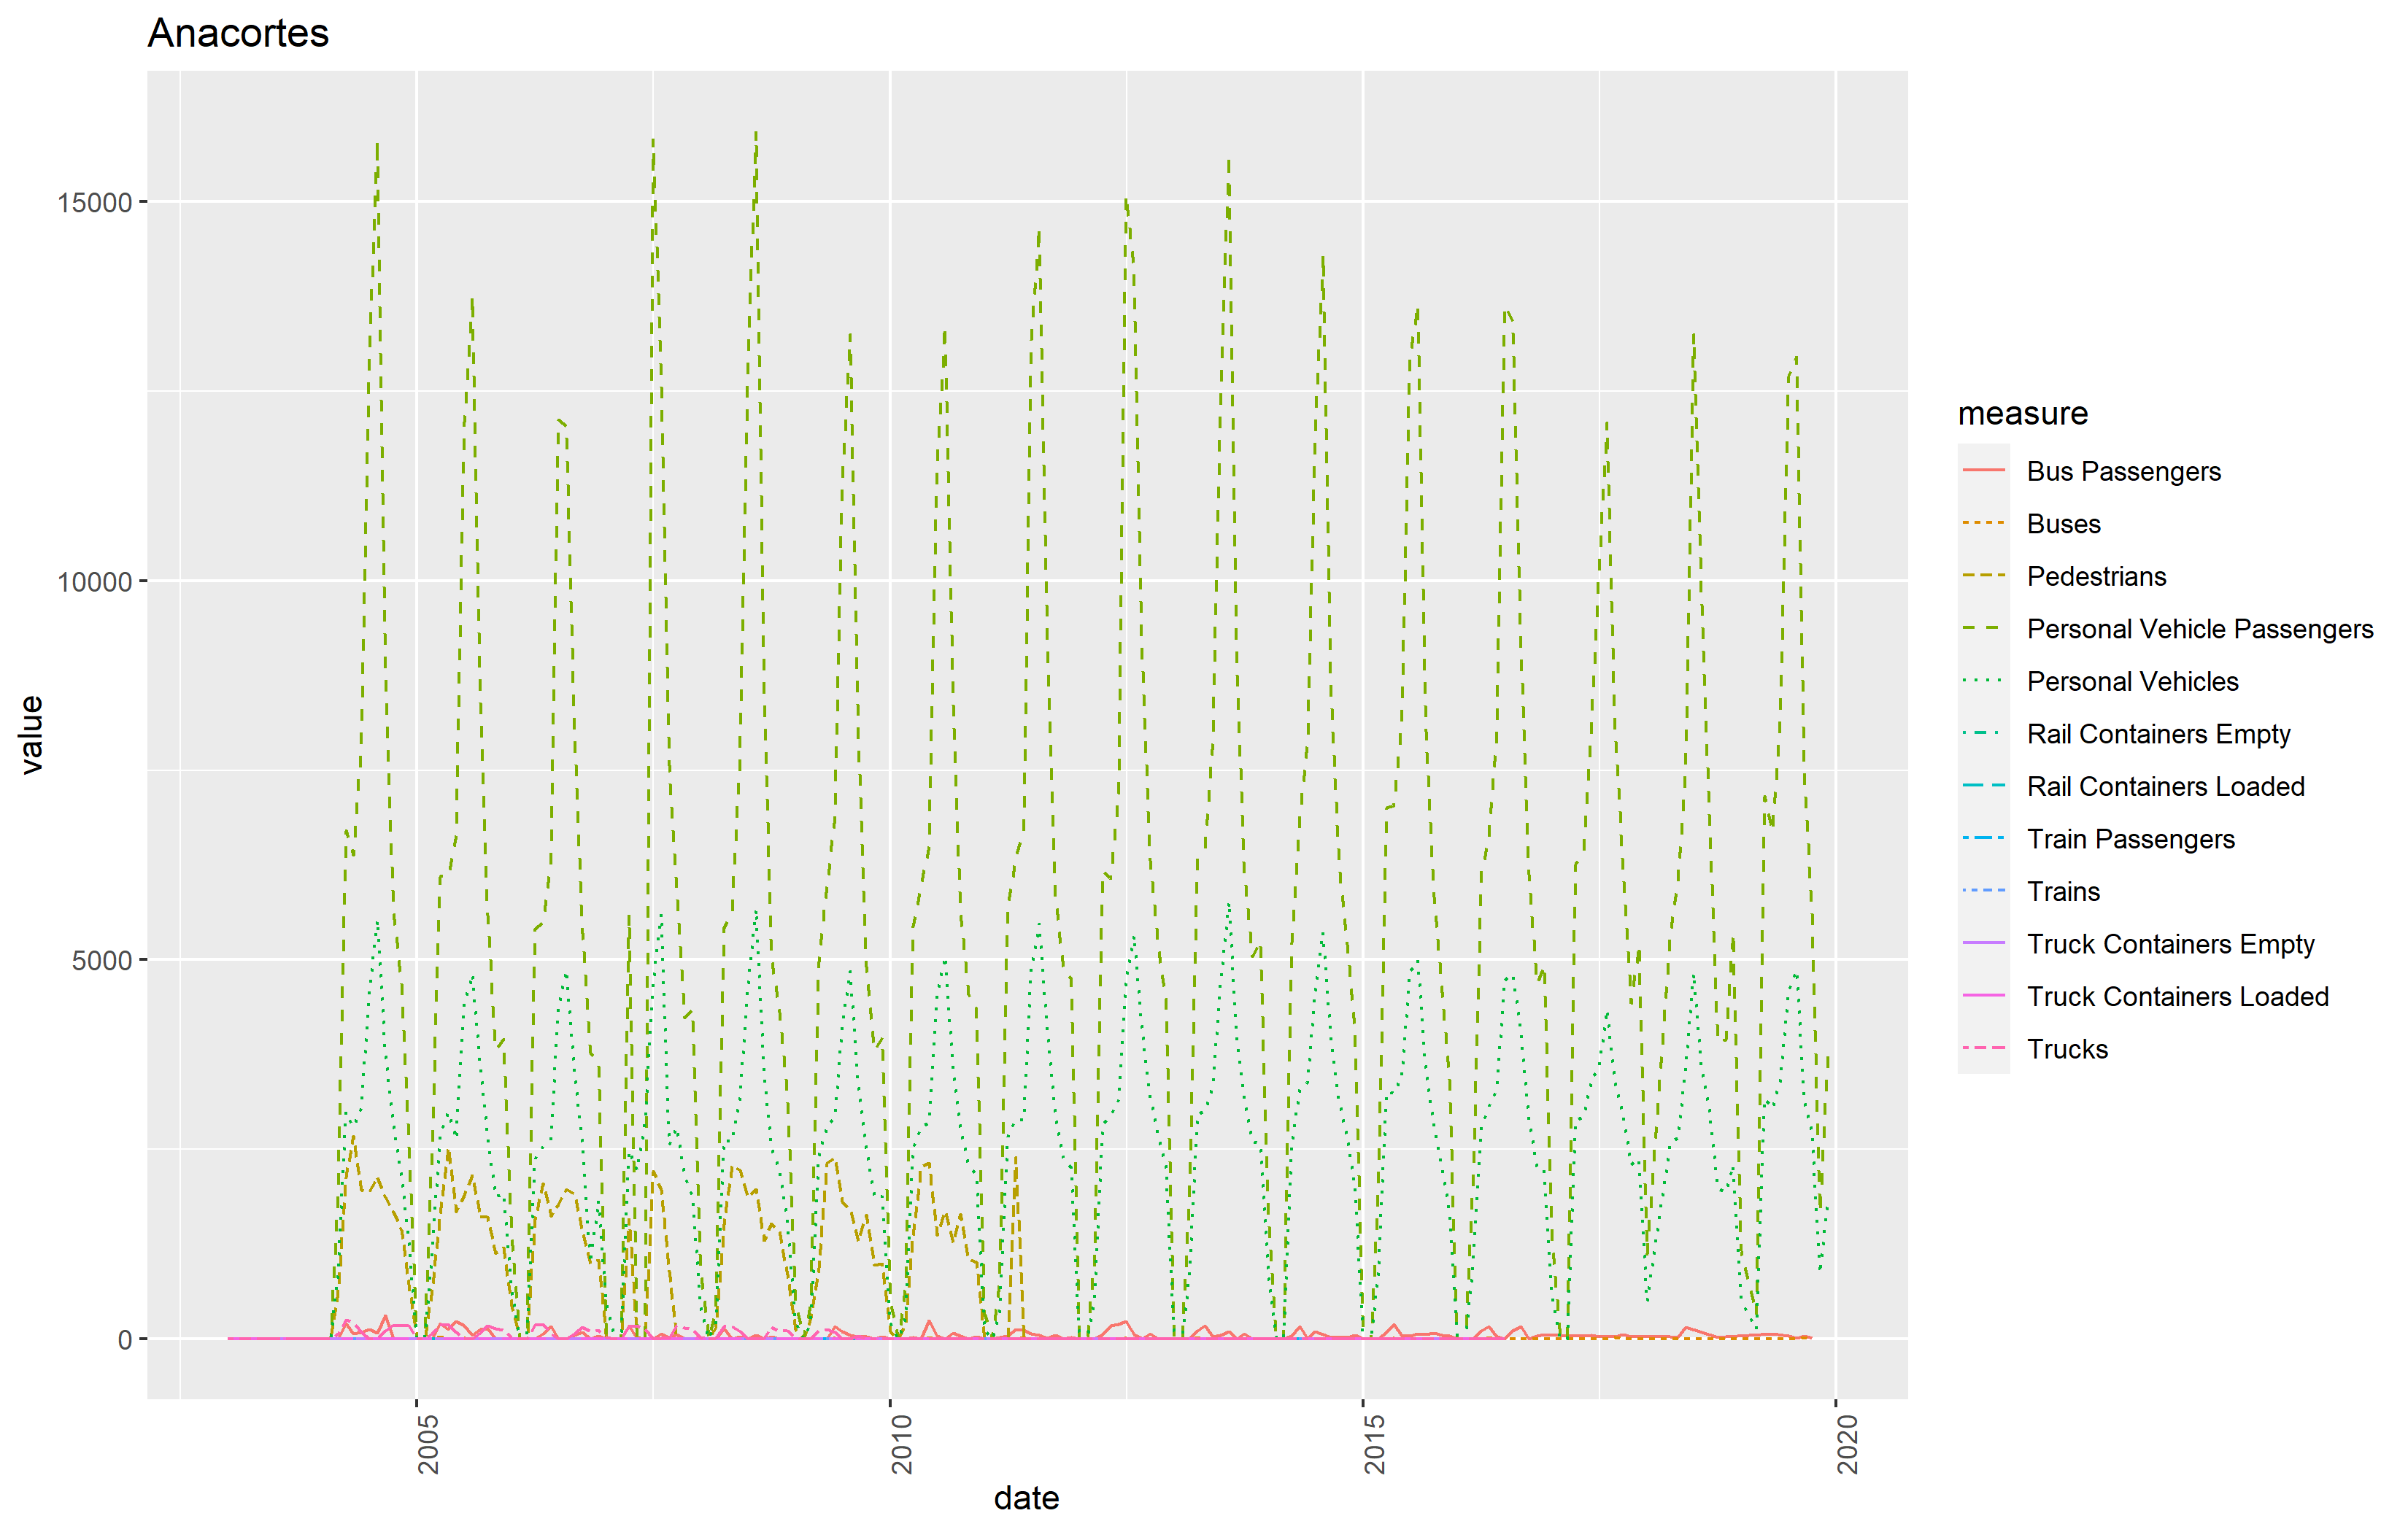 Anacortes
value
15000
10000
5000
0
2005
2010
2015
2020
date
measure
Bus Passengers
Buses
Pedestrians
Personal Vehicle Passengers
Personal Vehicles
Rail Containers Empty
Rail Containers Loaded
Train Passengers
Trains
Truck Containers Empty
Truck Containers Loaded
Trucks